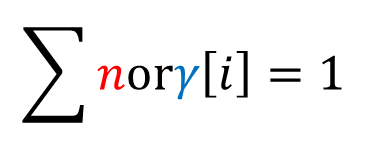 ∑ norγ[i] = 1